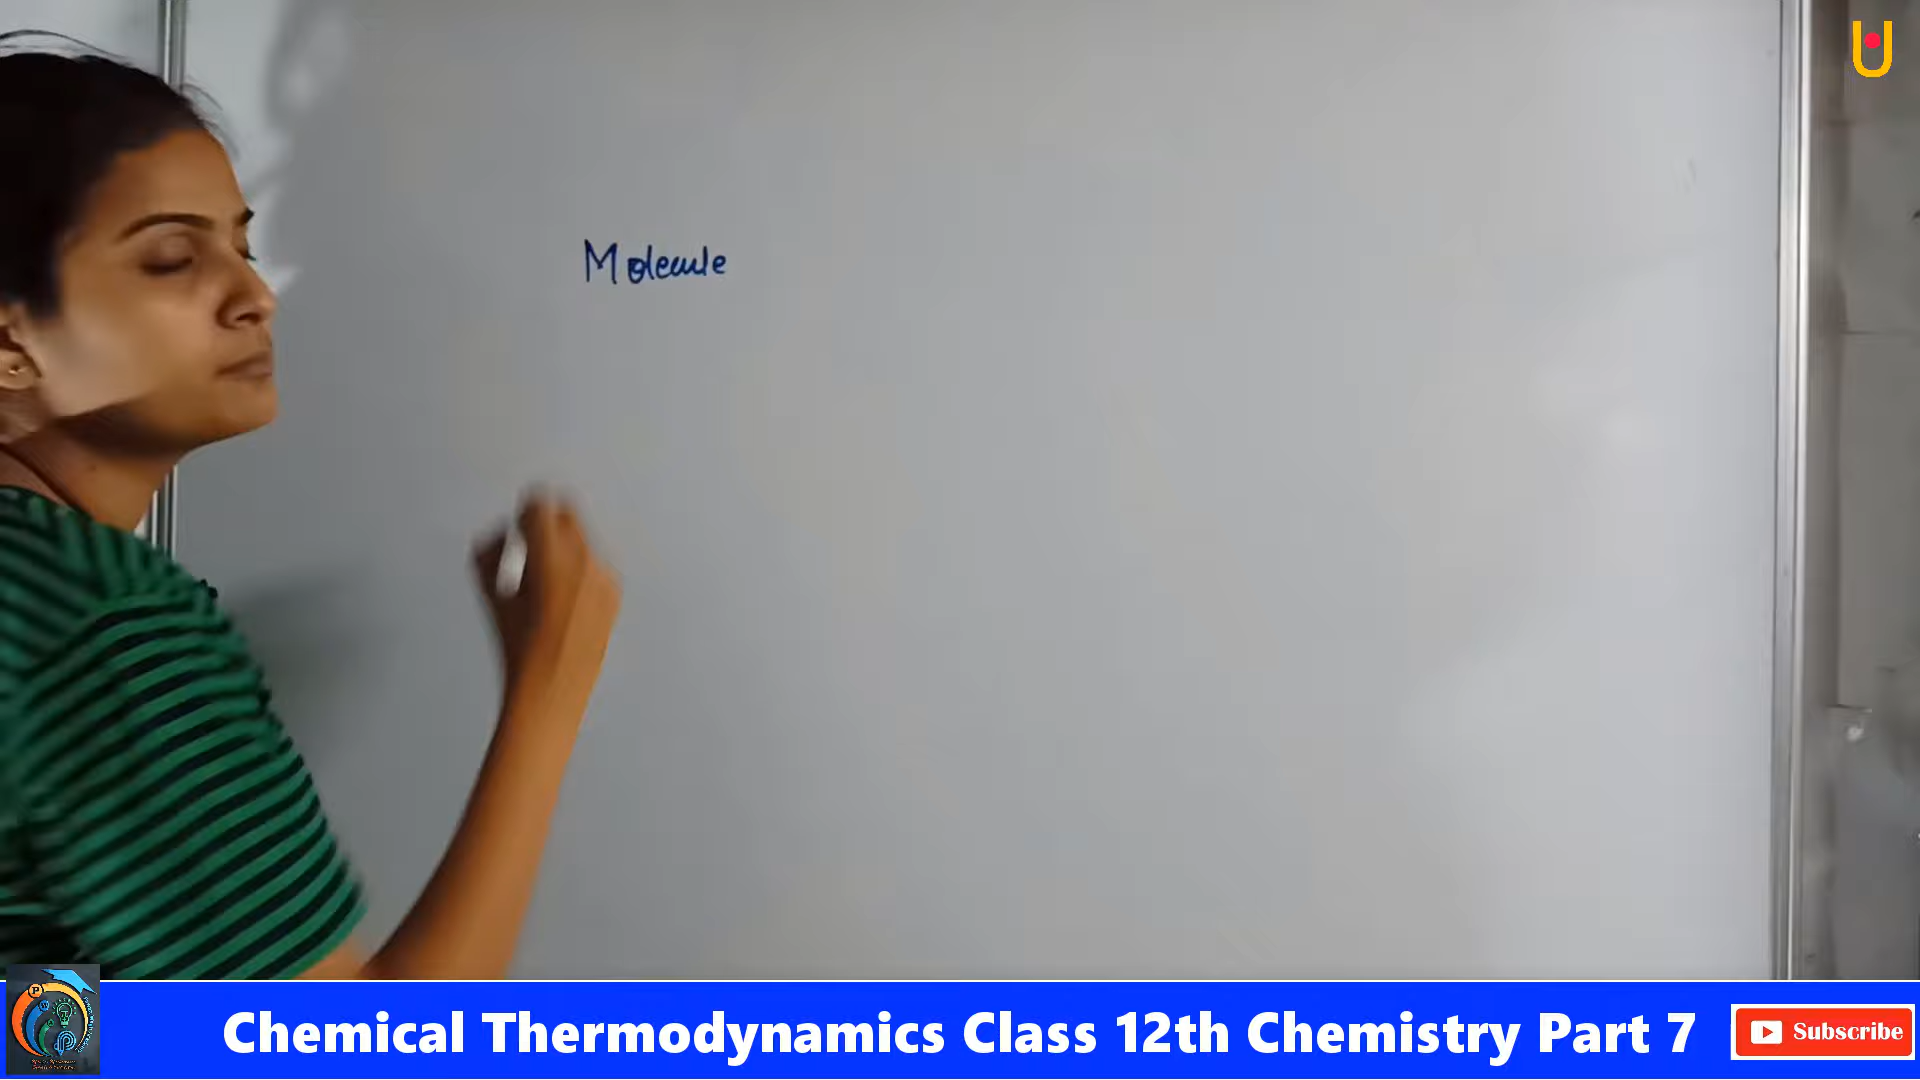 Molecule
Chemical Thermodynamics Class 12th Chemistry Part 7
Subscribe